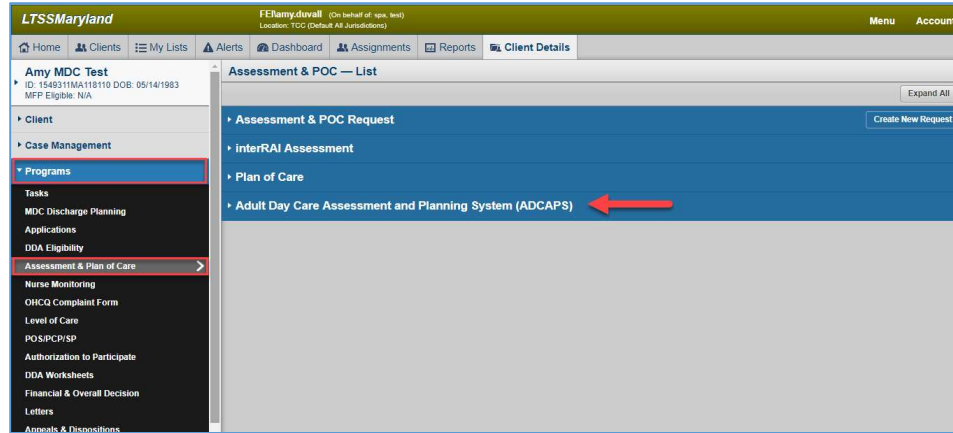 LTSSMaryland
FEI\amy.duvall (On behalf of: spa, test)
Location: TCC (Default All Jurisdictions)
Menu Account
Home Clients My Lists Alerts Dashboard Assignments Reports Client Details
Amy MDC Test
ID: 1549311MA118110 DOB: 05/14/1983
MFP Eligible: N/A
Client
Case Management
Programs
Tasks
MDC Discharge Planning
Applications
DDA Eligibility
Assessment & Plan of Care
Nurse Monitoring
OHCQ Complaint Form
Level of Care
POS/PCP/SP
Authorization to Participate
DDA Worksheets
Financial & Overall Decision
Letters
Appeals & Dispositions
Assessment & POC — List
Expand All
Assessment & POC Request
Create New Request
interRAI Assessment
Plan of Care
Adult Day Care Assessment and Planning System (ADCAPS)